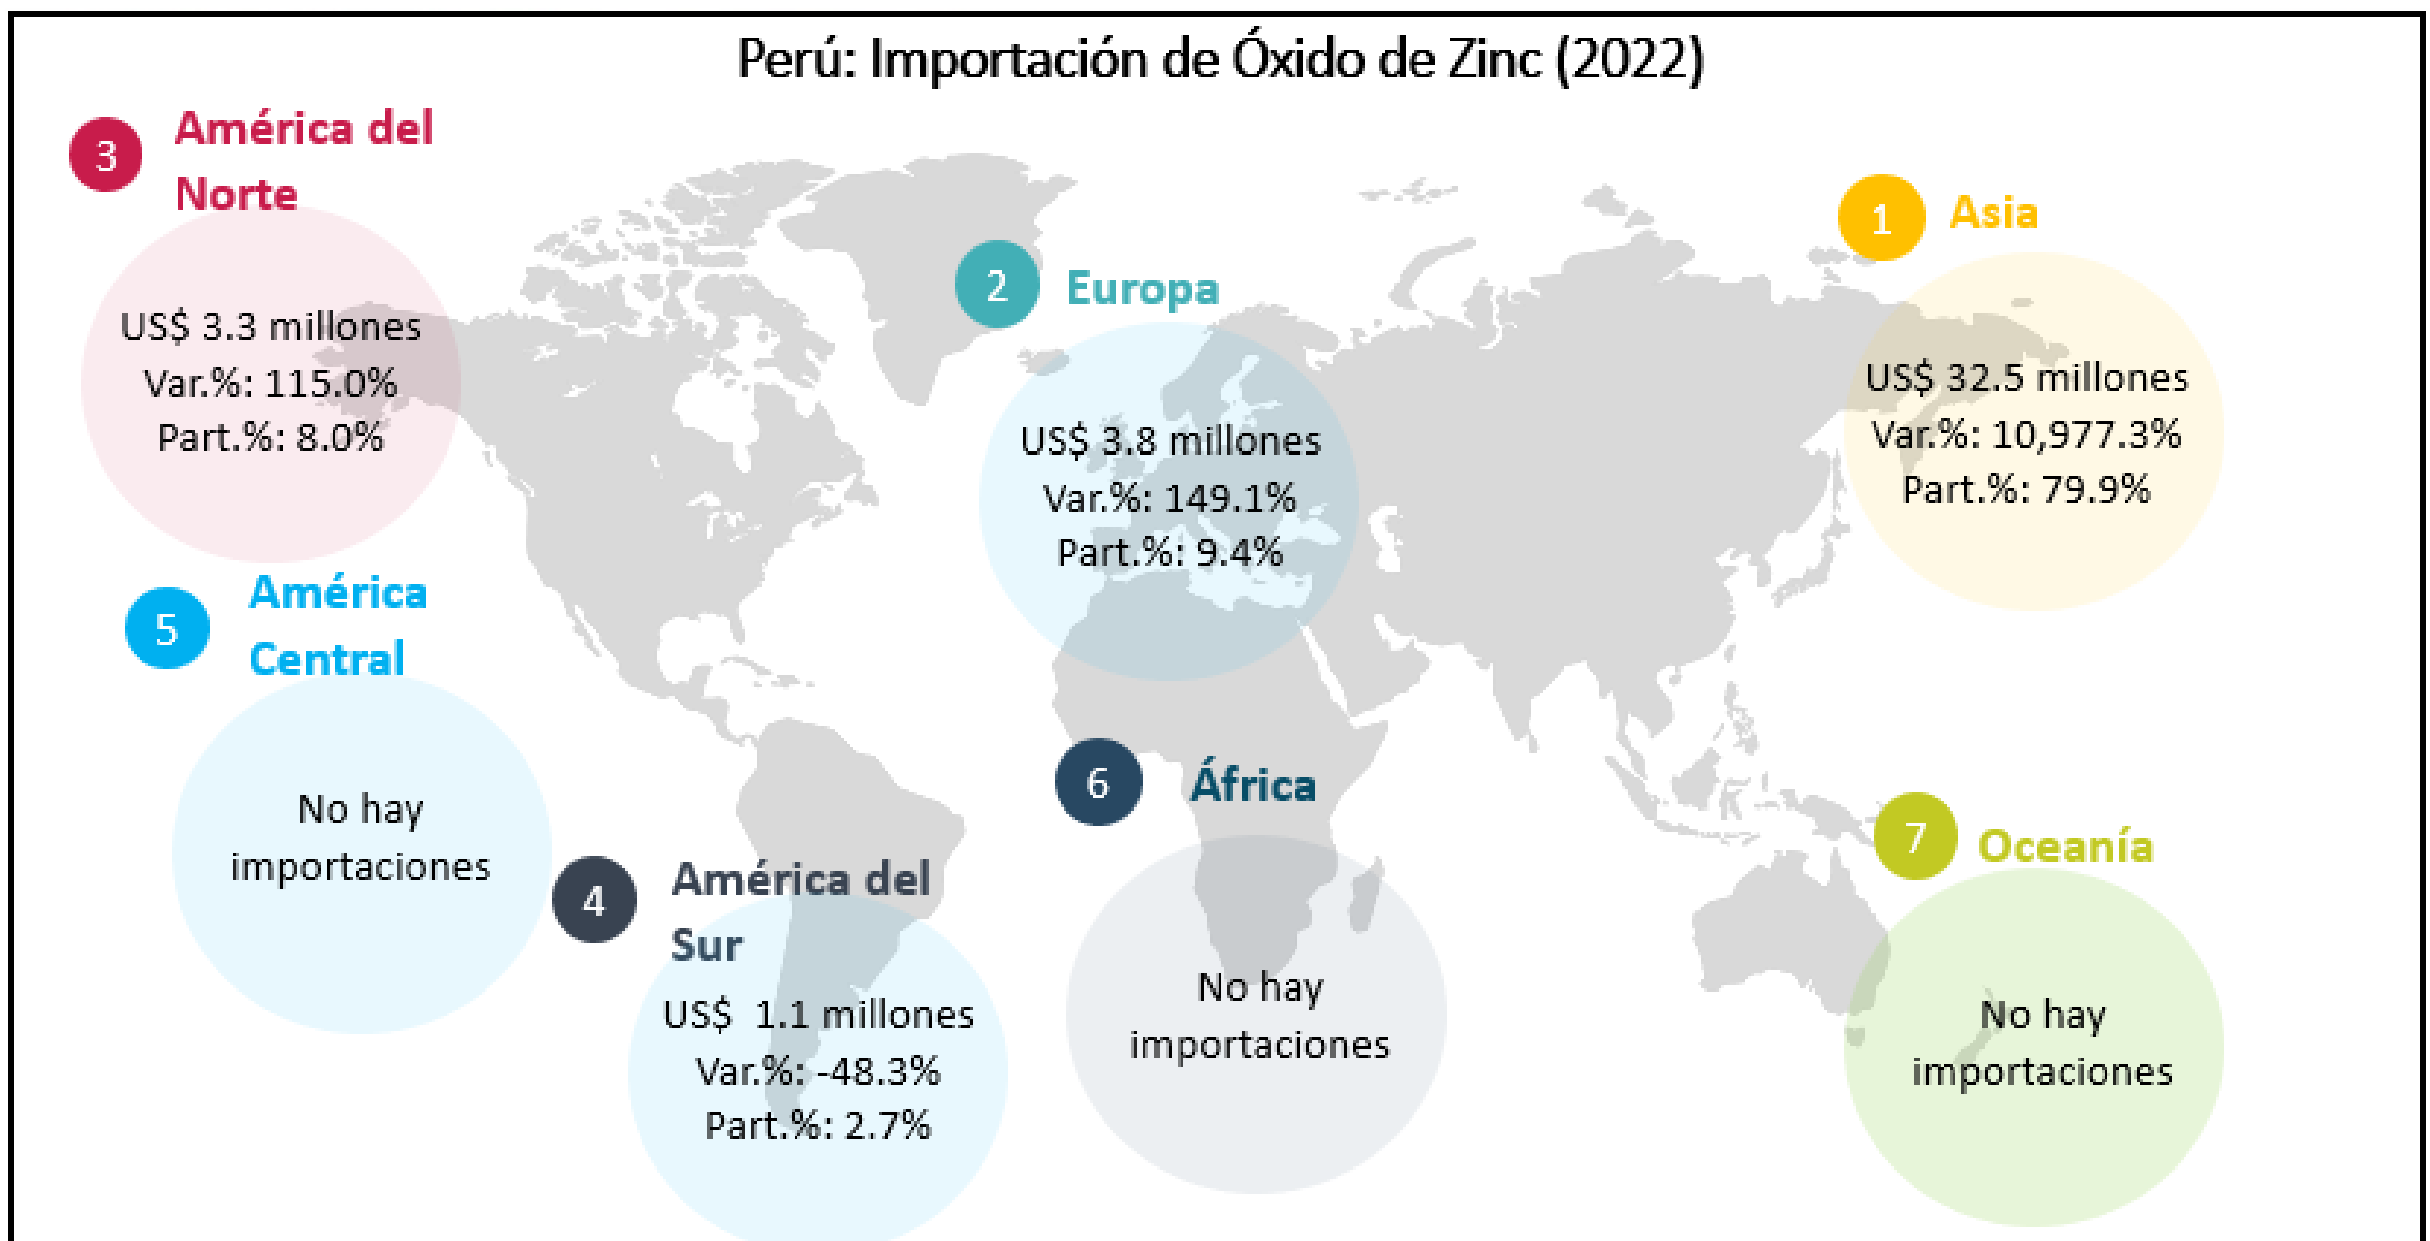 Perú: Importación de Óxido de Zinc (2022)
3
América del
Norte
US$ 3.3 millones
Var.%: 115.0%
Part.%: 8.0%
2
Europa
US$ 3.8 millones
Var.%: 149.1%
Part.%: 9.4%
1
Asia
US$ 32.5 millones
Var.%: 10,977.3%
Part.%: 79.9%
5
América
Central
No hay
importaciones
4
América del
Sur
US$  1.1 millones
Var.%: -48.3%
Part.%: 2.7%
6
África
No hay
importaciones
7
Oceanía
No hay
importaciones